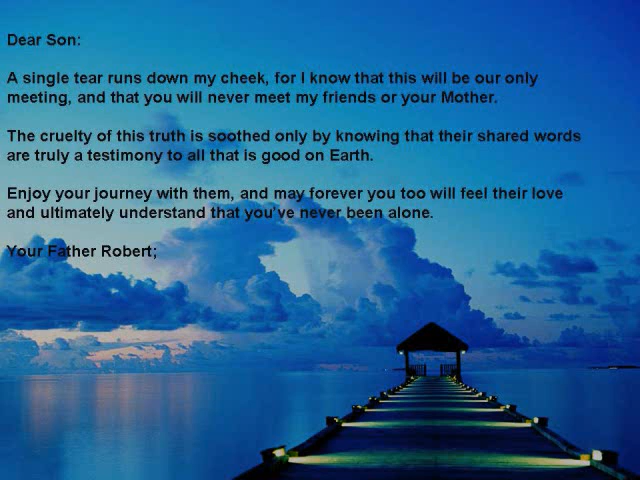 Dear Son:
A single tear runs down my cheek, for I know that this will be our only
meeting, and that you will never meet my friends or your Mother.
The cruelty of this truth is soothed only by knowing that their shared words
are truly a testimony to all that is good on Earth.
Enjoy your journey with them, and may forever you too will feel their love
and ultimately understand that you've never been alone.
Your Father Robert;